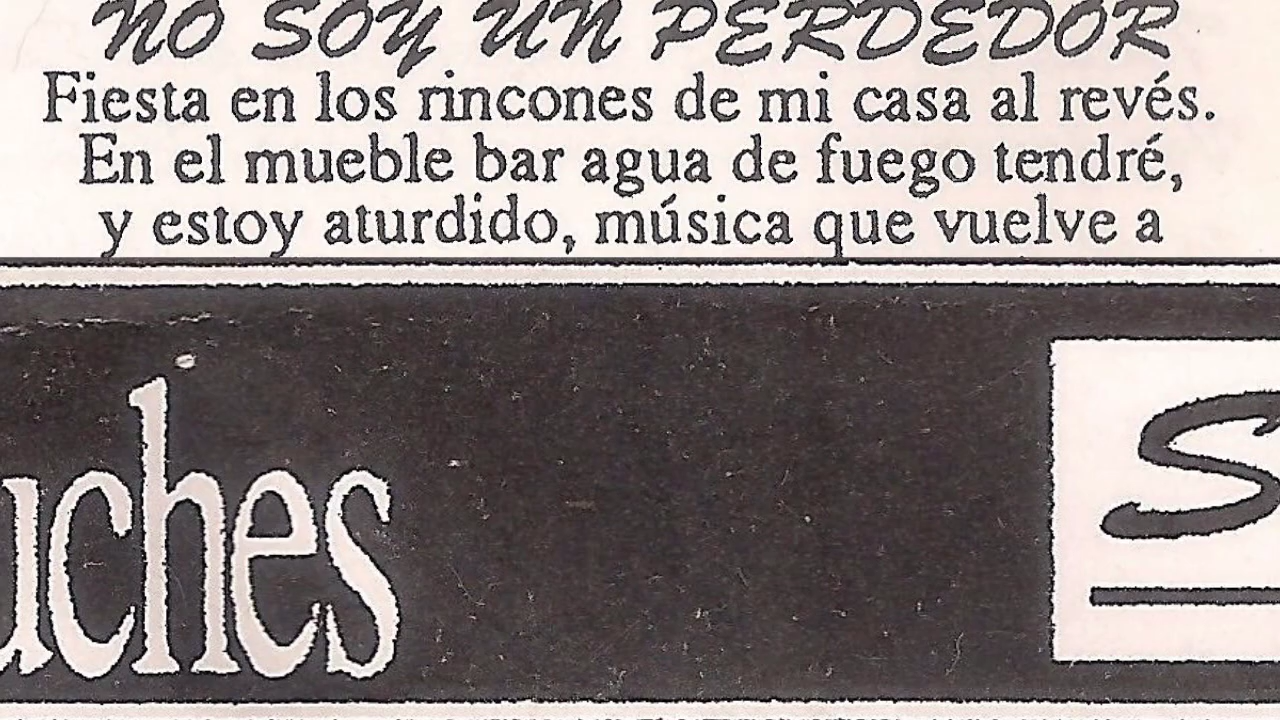 NO SOY UN PERDEDOR
Fiesta en los rincones de mi casa al revés.
En el mueble bar agua de fuego tendré,
y estoy aturdido, música que vuelve a
uches
S